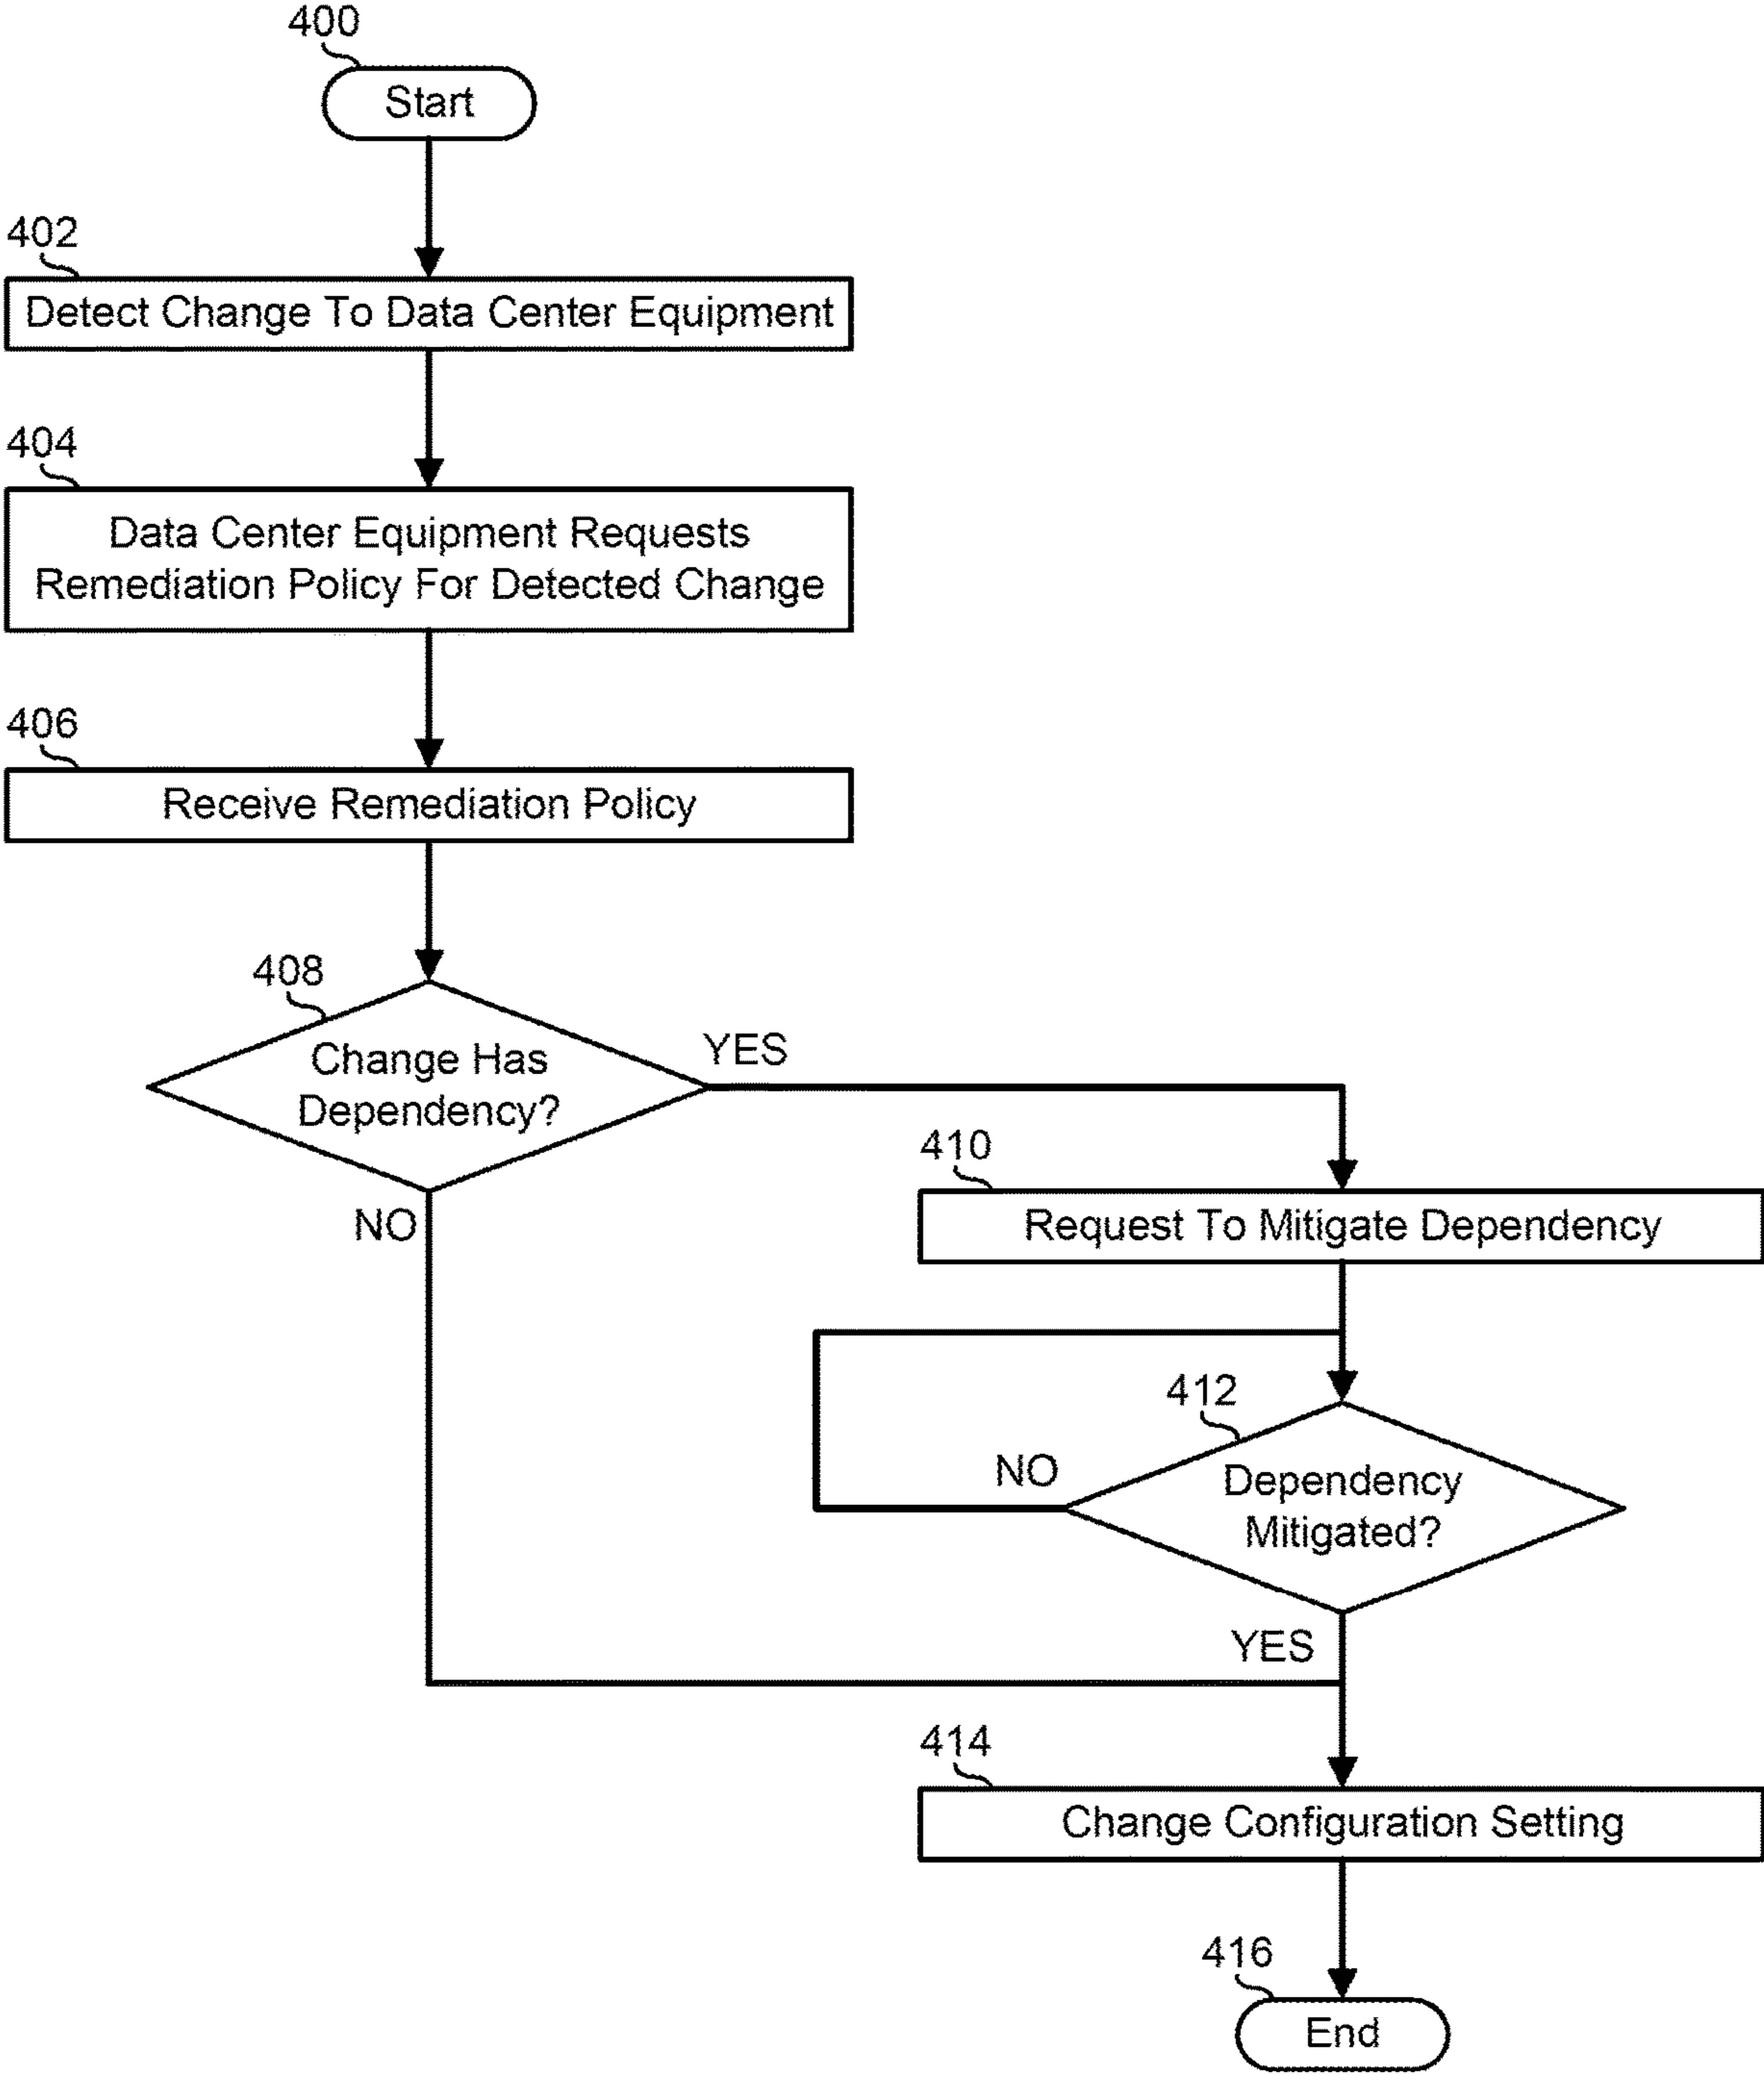 400
Start
402
Detect Change To Data Center Equipment
404
Data Center Equipment Requests
Remediation Policy For Detected Change
406
Receive Remediation Policy
408
Change Has
Dependency?
YES
NO
410
Request To Mitigate Dependency
412
Dependency
Mitigated?
NO
YES
414
Change Configuration Setting
416
End